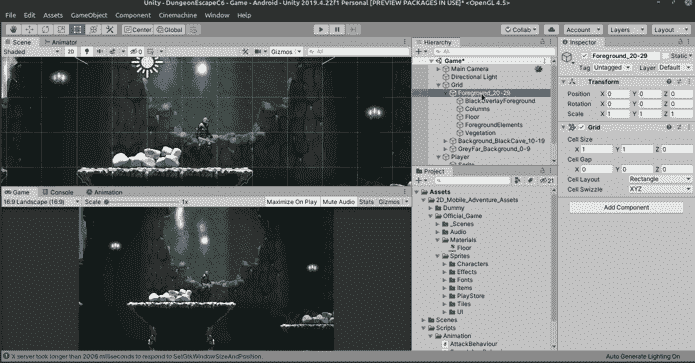 Unity - DungeonEscapeC6 - Game - Android - Unity 2019.4.22f1 Personal [PREVIEW PACKAGES IN USE]* <OpenGL 4.5>
File Edit Assets GameObject Component Cinemachine Window Help
Center Global Collab Account Layers Layout
Scene Animator
Shaded 2D Gizmos All
Hierarchy
All
Game*
Main Camera
Directional Light
Grid
Foreground_20-29
BlackOverlayForeground
Columns
Floor
ForegroundElements
Vegetation
Background_BlackCave_10-19
GreyFar_Background_0-9
Player
Inspector
Foreground_20-29 Static
Tag Untagged Layer Default
Transform
Position X 0 Y 0 Z 0
Rotation X 0 Y 0 Z 0
Scale X 1 Y 1 Z 1
Grid
Cell Size
X 1 Y 1 Z 0
Cell Gap
X 0 Y 0 Z 0
Cell Layout Rectangle
Cell Swizzle XYZ
Add Component
Game Console Animation
16:9 Landscape (16:9) Scale 1x Maximize On Play Mute Audio Stats Gizmos
Project
21
Assets
2D_Mobile_Adventure_Assets
Dummy
Official_Game
_Scenes
Audio
Materials
Floor
Sprites
Characters
Effects
Fonts
Items
PlayStore
Tiles
UI
Scenes
Scripts
Animation
AttackBehaviour
X server took longer than 2006 milliseconds to respond to SetGtkWindowSizeAndPosition.
Auto Generate Lighting On